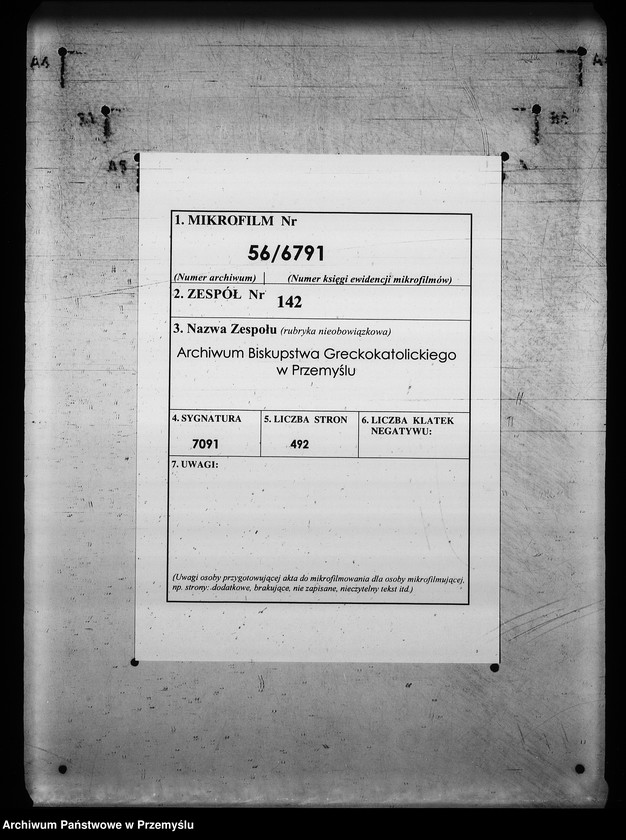 1. MIKROFILM Nr
56/6791
(Numer archiwum) (Numer księgi ewidencji mikrofilmów)
2. ZESPÓŁ Nr 142
3. Nazwa Zespołu (rubryka nieobowiązkowa)
Archiwum Biskupstwa Greckokatolickiego
w Przemyślu
4. SYGNATURA
7091
5. LICZBA STRON
492
6. LICZBA KLATEK
NEGATYWU:
7. UWAGI:
(Uwagi osoby przygotowującej akta do mikrofilmowania dla osoby mikrofilmującej,
np. strony: dodatkowe, brakujące, nie zapisane, nieczytelny tekst itd.)
Archiwum Państwowe w Przemyślu